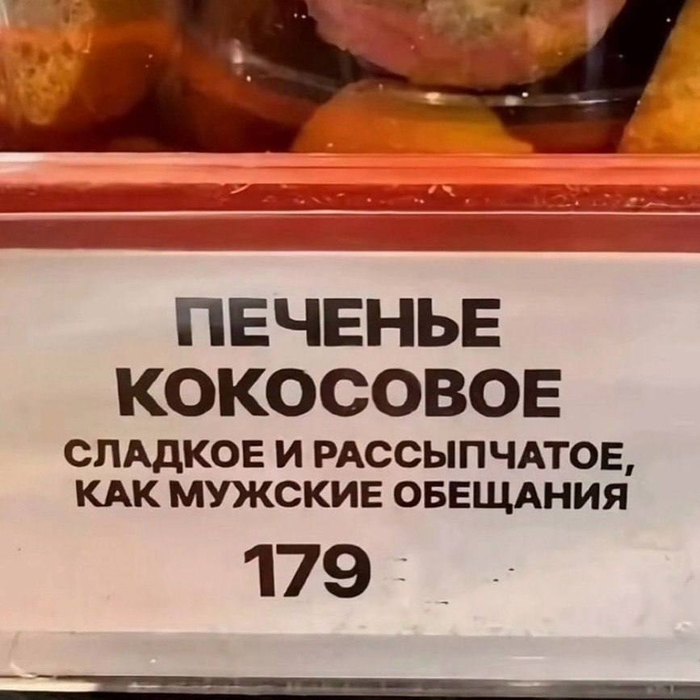 ПЕЧЕНЬЕ
КОКОСОВОЕ
СЛАДКОЕ И РАССЫПЧАТОЕ,
КАК МУЖСКИЕ ОБЕЩАНИЯ
179